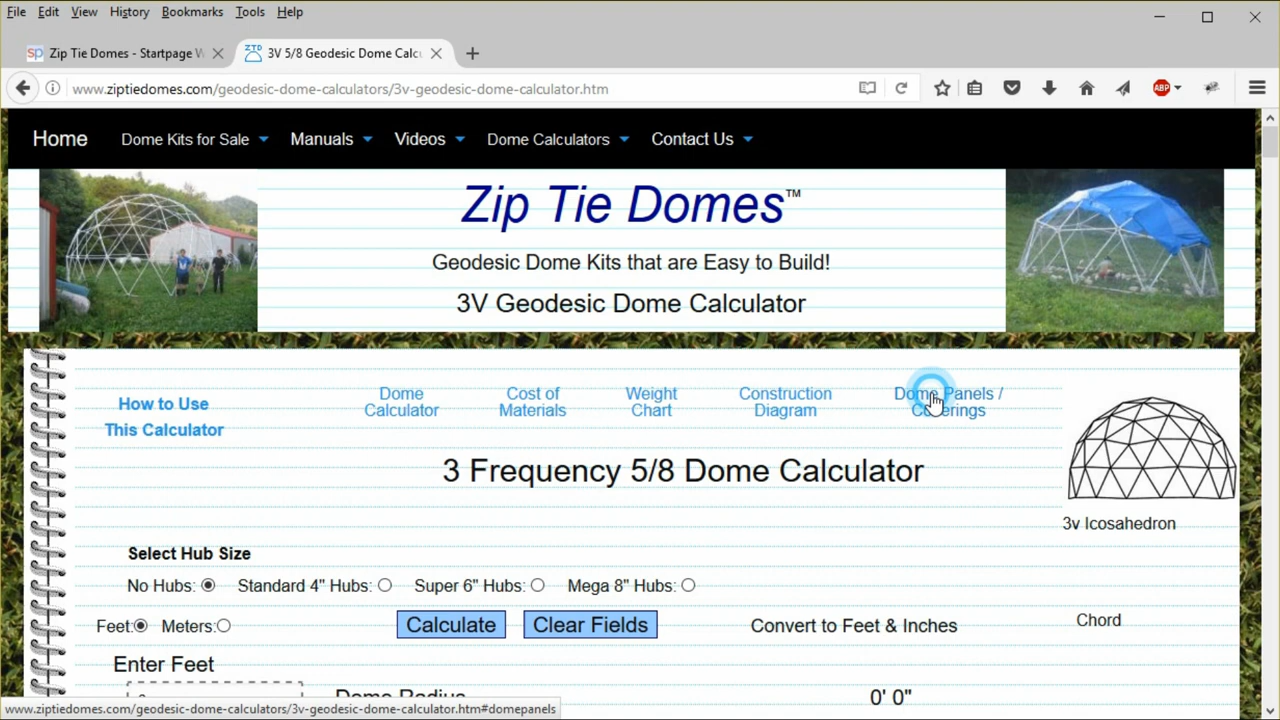 File Edit View History Bookmarks Tools Help
Zip Tie Domes - Startpage W
3V 5/8 Geodesic Dome Calcu
www.ziptiedomes.com/geodesic-dome-calculators/3v-geodesic-dome-calculator.htm
ABP
Home Dome Kits for Sale Manuals Videos Dome Calculators Contact Us
Zip Tie Domes™
Geodesic Dome Kits that are Easy to Build!
3V Geodesic Dome Calculator
How to Use
This Calculator
Dome
Calculator
Cost of
Materials
Weight
Chart
Construction
Diagram
Dome Panels /
Coverings
3 Frequency 5/8 Dome Calculator
3v Icosahedron
Select Hub Size
No Hubs: Standard 4" Hubs: Super 6" Hubs: Mega 8" Hubs:
Feet: Meters: Calculate Clear Fields Convert to Feet & Inches Chord
Enter Feet
Dome Radius 0' 0"
www.ziptiedomes.com/geodesic-dome-calculators/3v-geodesic-dome-calculator.htm#domepanels